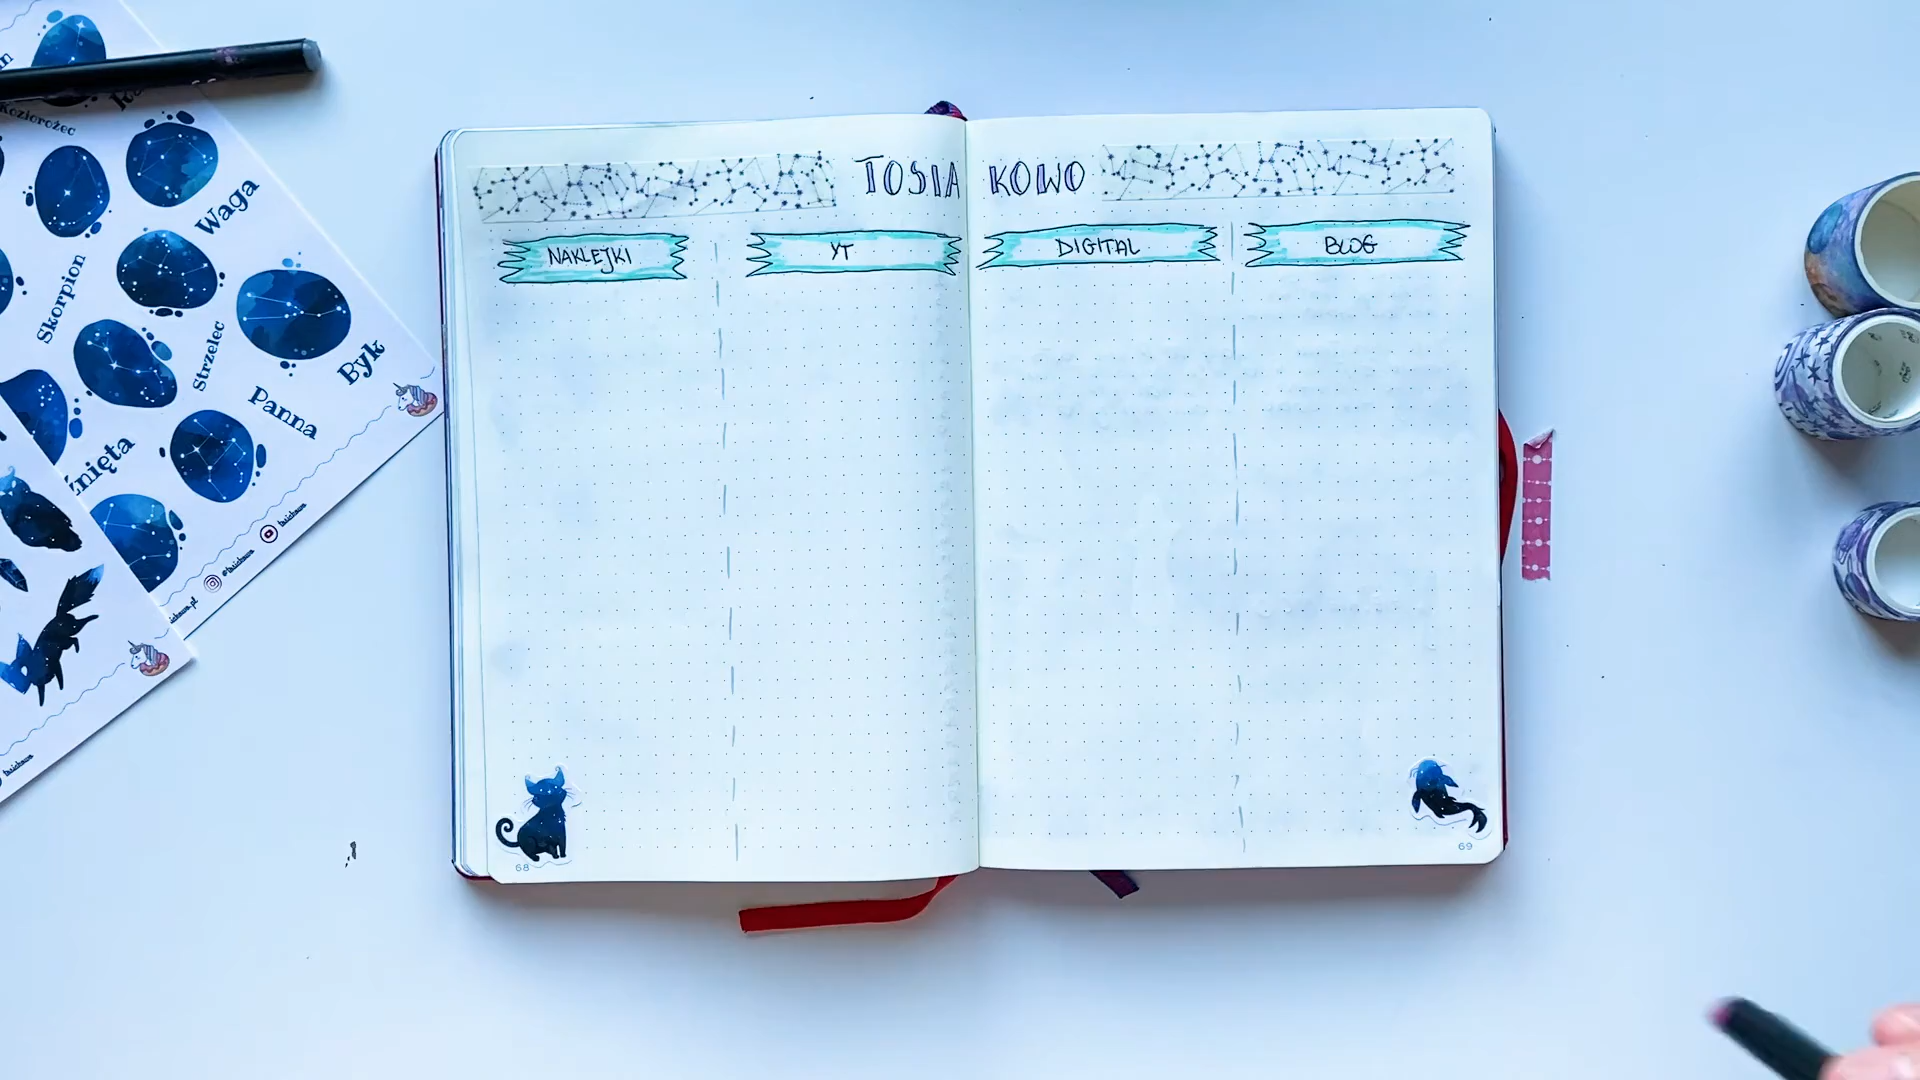 TOSIA KOWO
NAKLEJKI
YT
DIGITAL
BLOG
68
69
Koziorożec
Waga
Skorpion
Strzelec
Byk
Panna